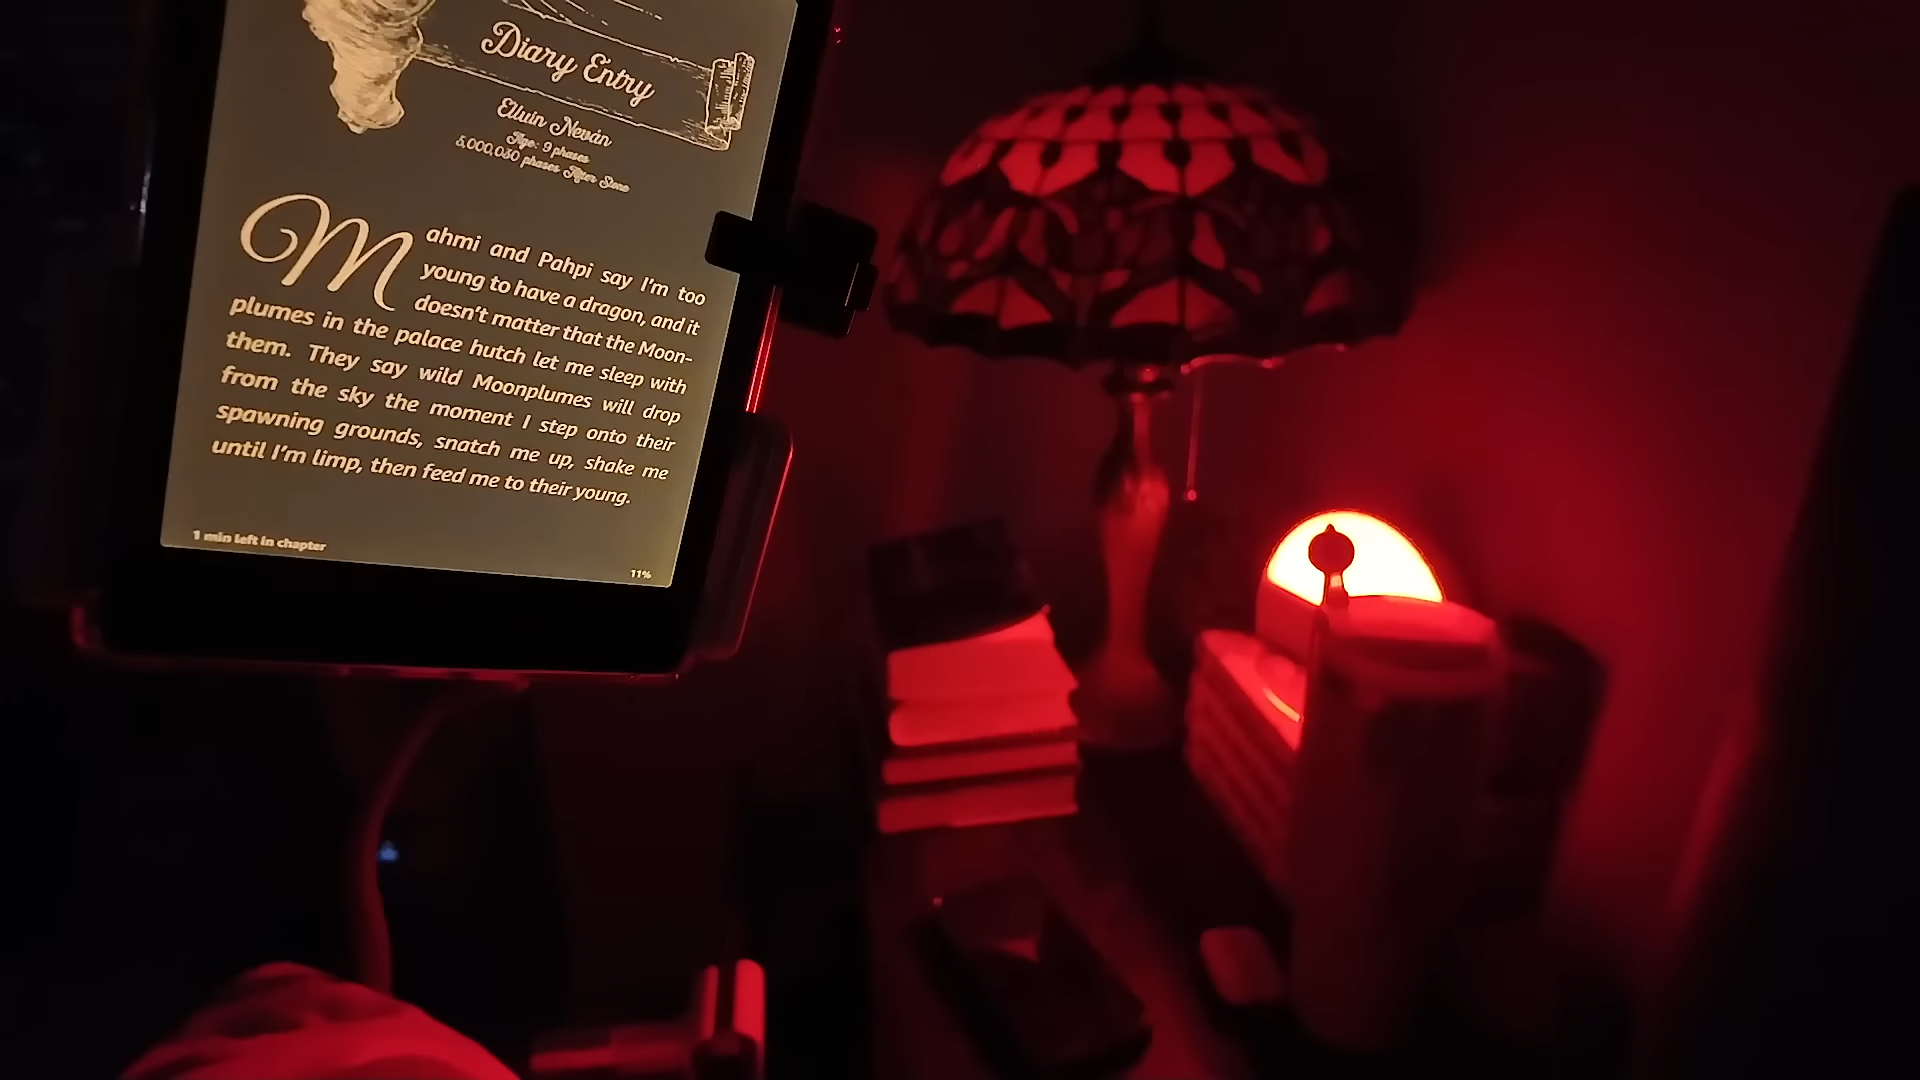 Diary Entry
Elluin Neván
Age: 9 phases
5,000,030 phases After Stone
Mahmi and Pahpi say I'm too
young to have a dragon, and it
doesn't matter that the Moon-
plumes in the palace hutch let me sleep with
them. They say wild Moonplumes will drop
from the sky the moment I step onto their
spawning grounds, snatch me up, shake me
until I'm limp, then feed me to their young.
1 min left in chapter
11%